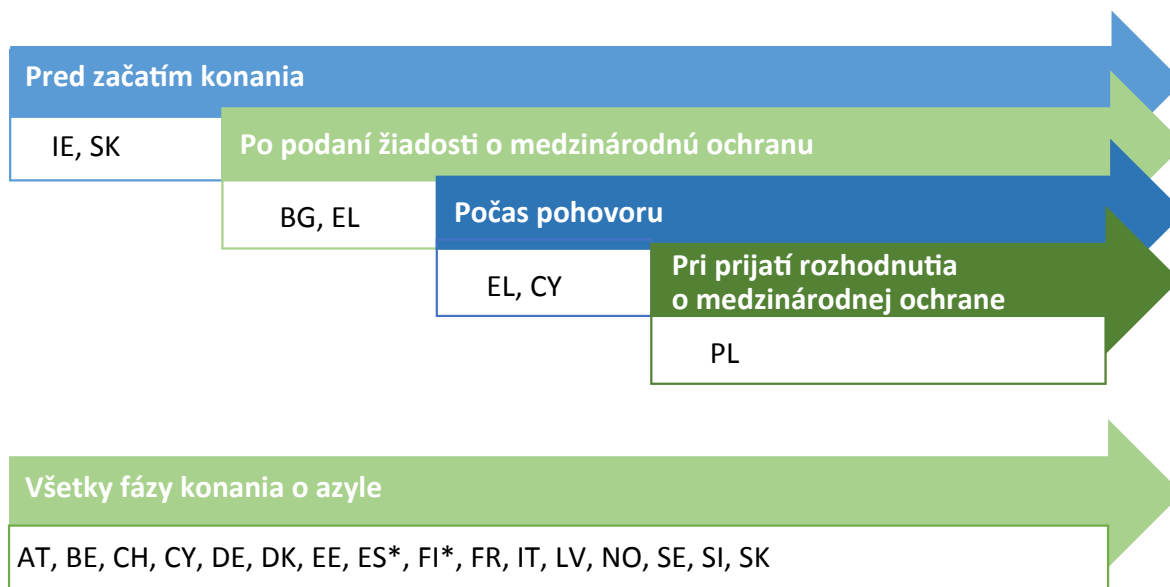 Pred začatím konania
IE, SK
Po podaní žiadosti o medzinárodnú ochranu
BG, EL
Počas pohovoru
EL, CY
Pri prijatí rozhodnutia
o medzinárodnej ochrane
PL
Všetky fázy konania o azyle
AT, BE, CH, CY, DE, DK, EE, ES*, FI*, FR, IT, LV, NO, SE, SI, SK